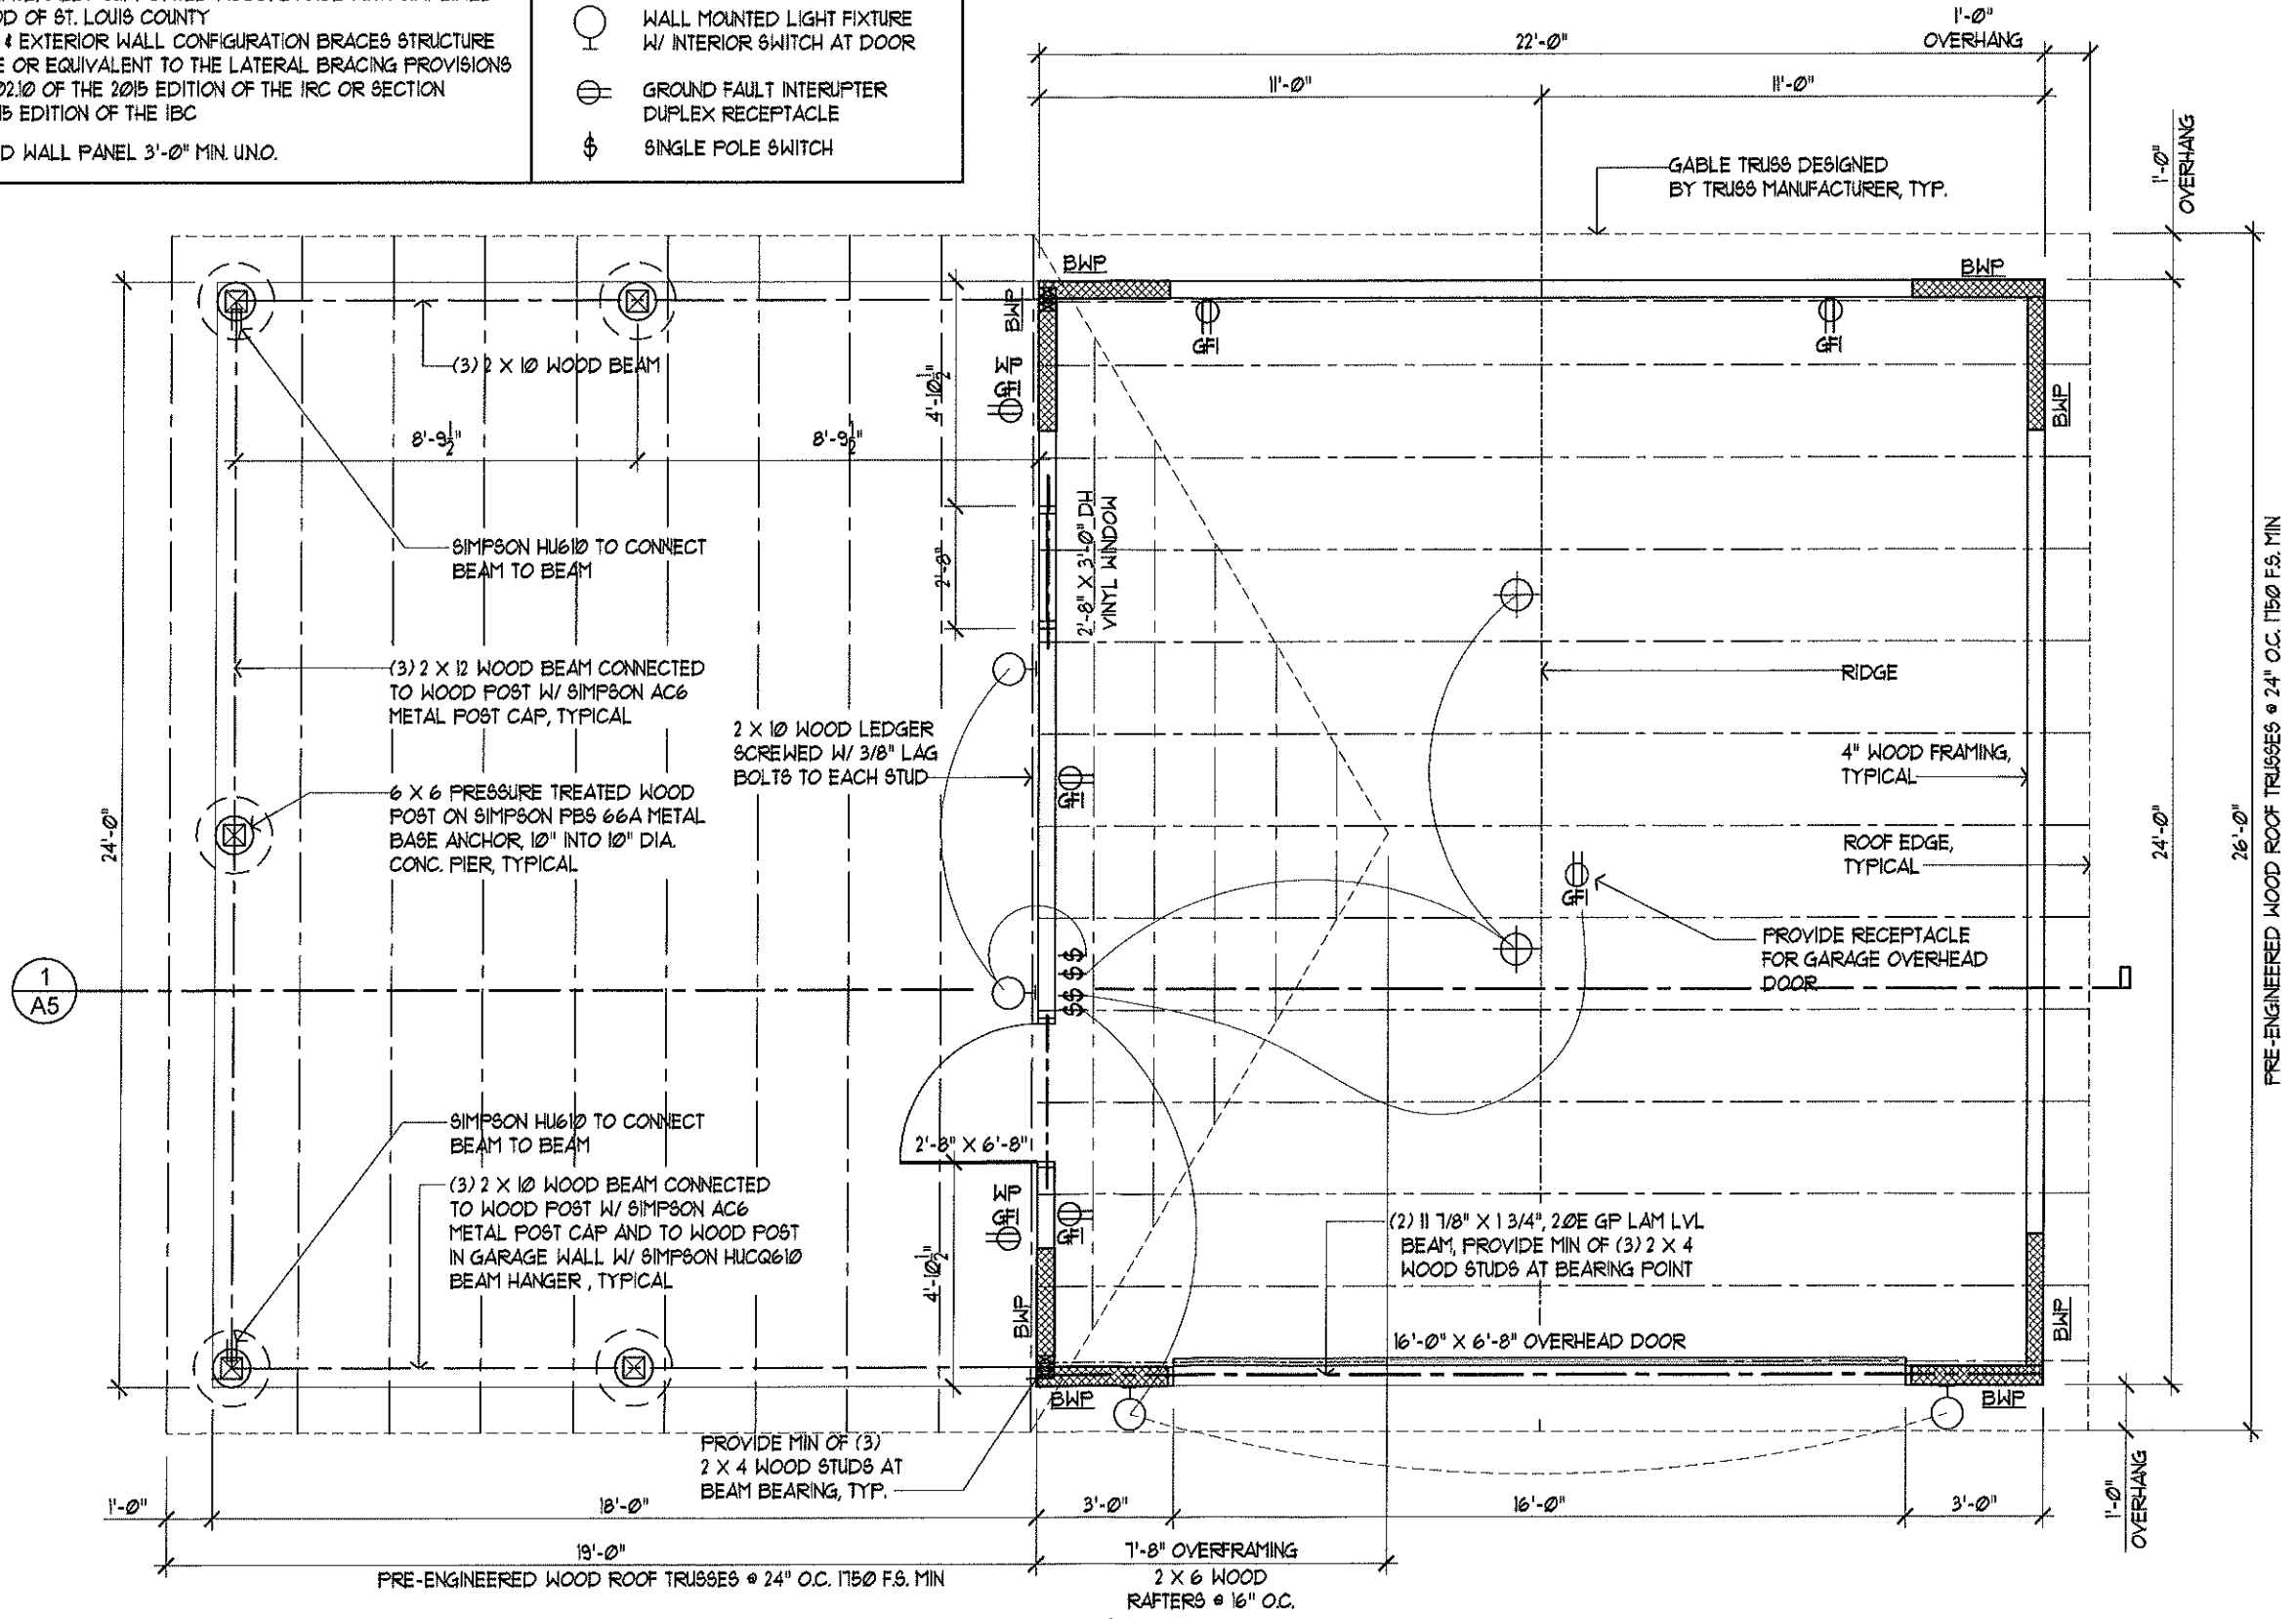 OD OF ST. LOUIS COUNTY
& EXTERIOR WALL CONFIGURATION BRACES STRUCTURE
E OR EQUIVALENT TO THE LATERAL BRACING PROVISIONS
02.10 OF THE 2015 EDITION OF THE IRC OR SECTION
15 EDITION OF THE IBC
D WALL PANEL 3'-0" MIN. U.N.O.
WALL MOUNTED LIGHT FIXTURE
W/ INTERIOR SWITCH AT DOOR
GROUND FAULT INTERUPTER
DUPLEX RECEPTACLE
$ SINGLE POLE SWITCH
1'-0"
OVERHANG
22'-0"
11'-0"
11'-0"
GABLE TRUSS DESIGNED
BY TRUSS MANUFACTURER, TYP.
1'-0"
OVERHANG
BWP
BWP
BWP
BWP
GFI
GFI
WP
GFI
(3) 2 X 10 WOOD BEAM
4'-10 1/2"
8'-9 1/2"
8'-9 1/2"
SIMPSON HU610 TO CONNECT
BEAM TO BEAM
2'-8"
2'-8" X 3'-0" DH
VINYL WINDOW
(3) 2 X 12 WOOD BEAM CONNECTED
TO WOOD POST W/ SIMPSON AC6
METAL POST CAP, TYPICAL
RIDGE
2 X 10 WOOD LEDGER
SCREWED W/ 3/8" LAG
BOLTS TO EACH STUD
4" WOOD FRAMING,
TYPICAL
6 X 6 PRESSURE TREATED WOOD
POST ON SIMPSON PBS 66A METAL
BASE ANCHOR, 10" INTO 10" DIA.
CONC. PIER, TYPICAL
GFI
ROOF EDGE,
TYPICAL
24'-0"
24'-0"
26'-0"
PRE-ENGINEERED WOOD ROOF TRUSSES @ 24" O.C. 1750 F.S. MIN
GFI
PROVIDE RECEPTACLE
FOR GARAGE OVERHEAD
DOOR
$
$
$
$
1
A5
SIMPSON HU610 TO CONNECT
BEAM TO BEAM
2'-8" X 6'-8"
(3) 2 X 10 WOOD BEAM CONNECTED
TO WOOD POST W/ SIMPSON AC6
METAL POST CAP AND TO WOOD POST
IN GARAGE WALL W/ SIMPSON HUCQ610
BEAM HANGER, TYPICAL
WP
GFI
GFI
4'-10 1/2"
(2) 11 7/8" X 1 3/4", 2.0E GP LAM LVL
BEAM, PROVIDE MIN OF (3) 2 X 4
WOOD STUDS AT BEARING POINT
BWP
BWP
16'-0" X 6'-8" OVERHEAD DOOR
BWP
BWP
PROVIDE MIN OF (3)
2 X 4 WOOD STUDS AT
BEAM BEARING, TYP.
1'-0"
18'-0"
3'-0"
16'-0"
3'-0"
1'-0"
OVERHANG
19'-0"
PRE-ENGINEERED WOOD ROOF TRUSSES @ 24" O.C. 1750 F.S. MIN
7'-8" OVERFRAMING
2 X 6 WOOD
RAFTERS @ 16" O.C.